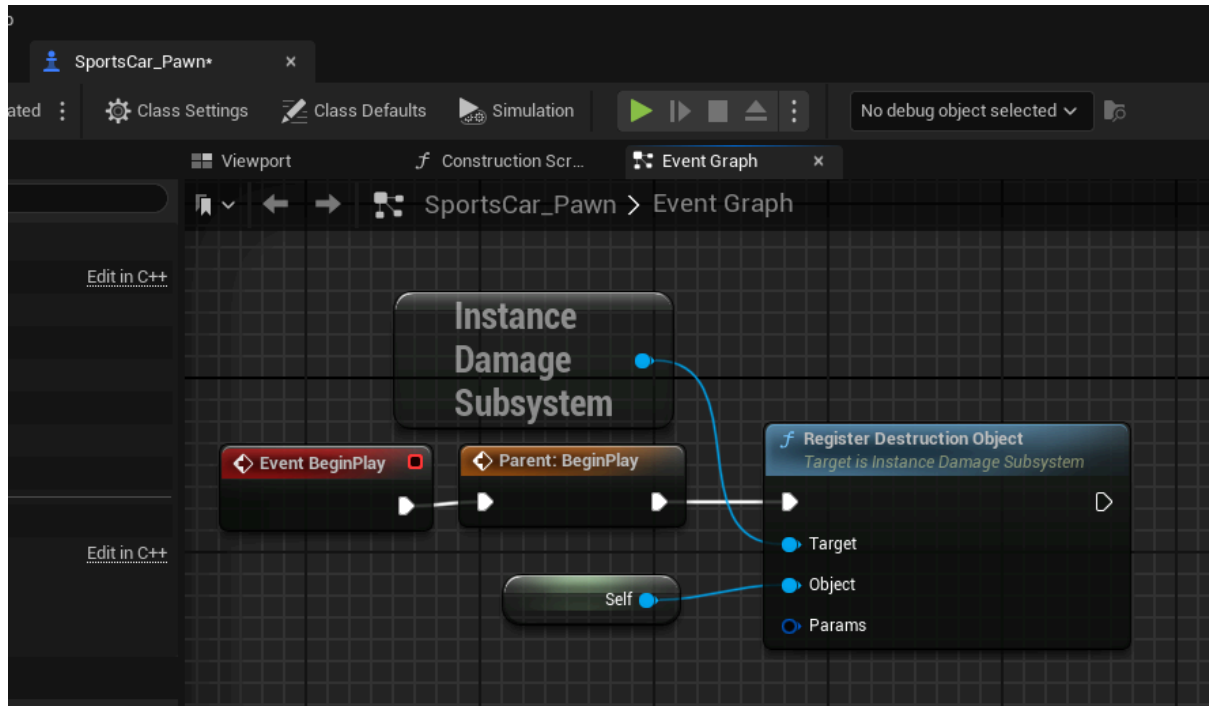 SportsCar_Pawn*
ated
Class Settings
Class Defaults
Simulation
No debug object selected
Viewport
Construction Scr...
Event Graph
SportsCar_Pawn > Event Graph
Edit in C++
Instance
Damage
Subsystem
Register Destruction Object
Target is Instance Damage Subsystem
Event BeginPlay
Parent: BeginPlay
Target
Edit in C++
Object
Self
Params